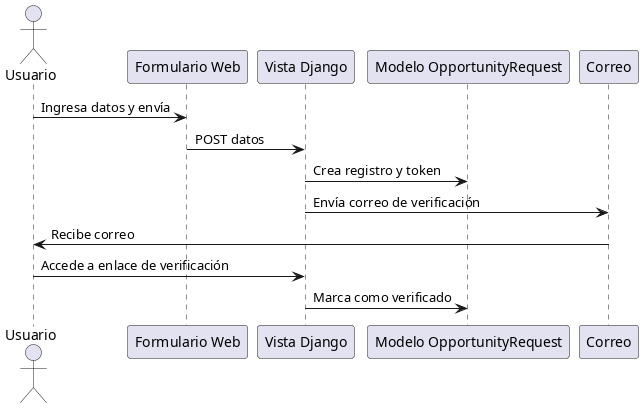 Usuario
Formulario Web
Vista Django
Modelo OpportunityRequest
Correo
Ingresa datos y envía
POST datos
Crea registro y token
Envía correo de verificación
Recibe correo
Accede a enlace de verificación
Marca como verificado
Usuario
Formulario Web
Vista Django
Modelo OpportunityRequest
Correo